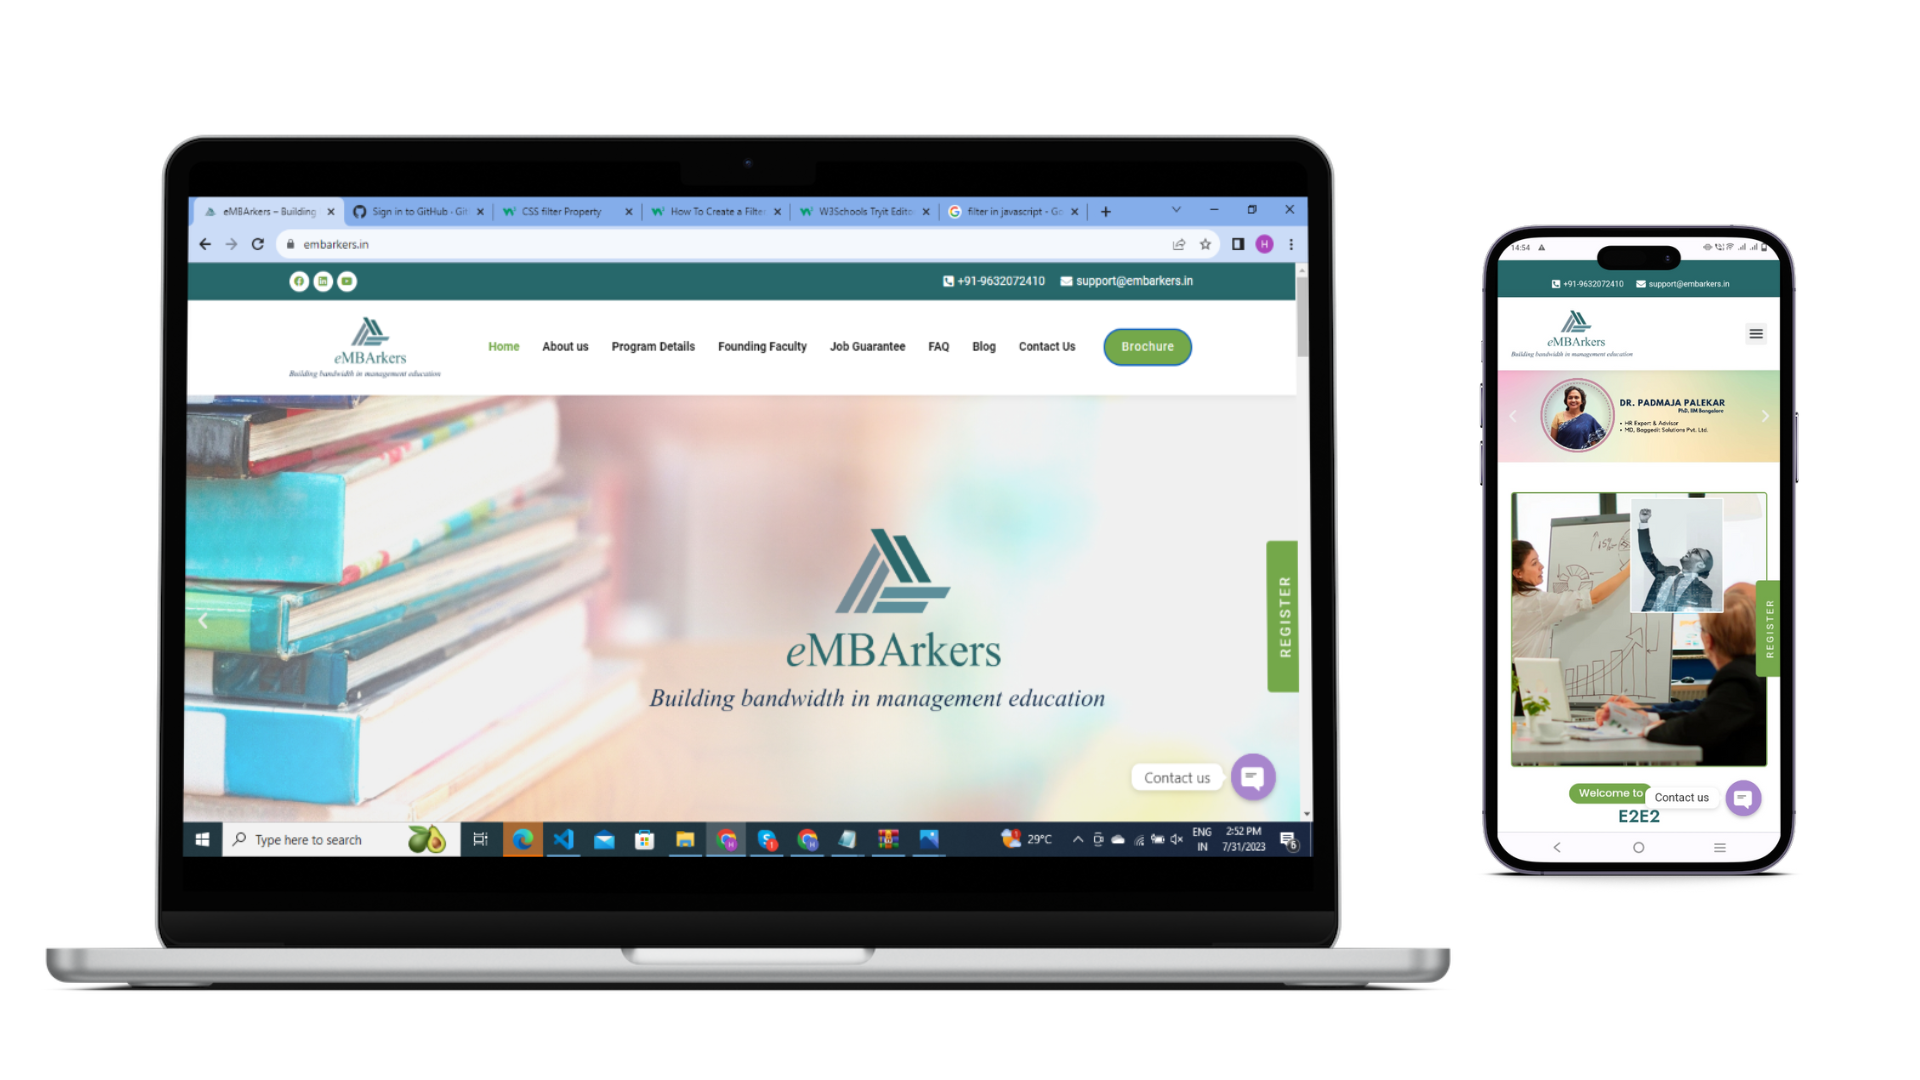 eMBArkers – Building
Sign in to GitHub · Git
CSS filter Property
How To Create a Filter
W3Schools Tryit Edito
filter in javascript - Go
embarkers.in
H
+91-9632072410
support@embarkers.in
eMBArkers
Building bandwidth in management education
Home
About us
Program Details
Founding Faculty
Job Guarantee
FAQ
Blog
Contact Us
Brochure
eMBArkers
Building bandwidth in management education
REGISTER
Contact us
Type here to search
29°C
ENG
IN
2:52 PM
7/31/2023
6
14:54
+91-9632072410
support@embarkers.in
eMBArkers
Building bandwidth in management education
DR. PADMAJA PALEKAR
PhD, IIM Bangalore
• HR Expert & Advisor
• MD, Baggedit Solutions Pvt. Ltd.
REGISTER
Welcome to
Contact us
E2E2